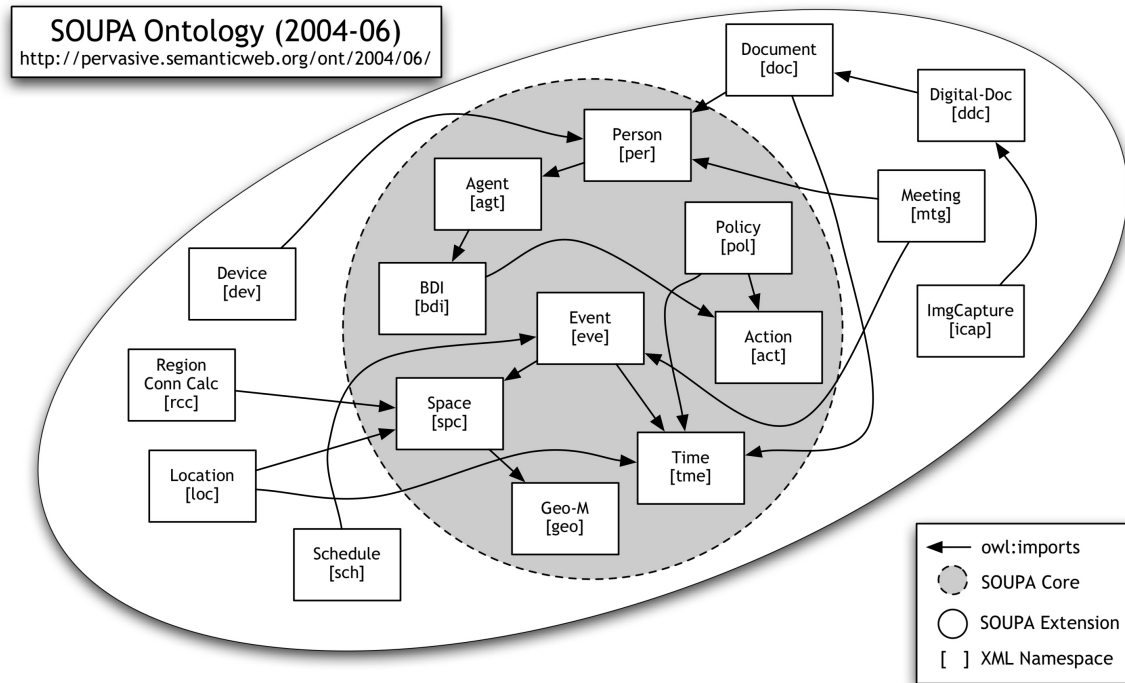 SOUPA Ontology (2004-06)
http://pervasive.semanticweb.org/ont/2004/06/
Document
[doc]
Digital-Doc
[ddc]
Person
[per]
Agent
[agt]
Meeting
[mtg]
Policy
[pol]
Device
[dev]
BDI
[bdi]
Event
[eve]
Action
[act]
ImgCapture
[icap]
Region
Conn Calc
[rcc]
Space
[spc]
Location
[loc]
Time
[tme]
Geo-M
[geo]
Schedule
[sch]
owl:imports
SOUPA Core
SOUPA Extension
[ ] XML Namespace